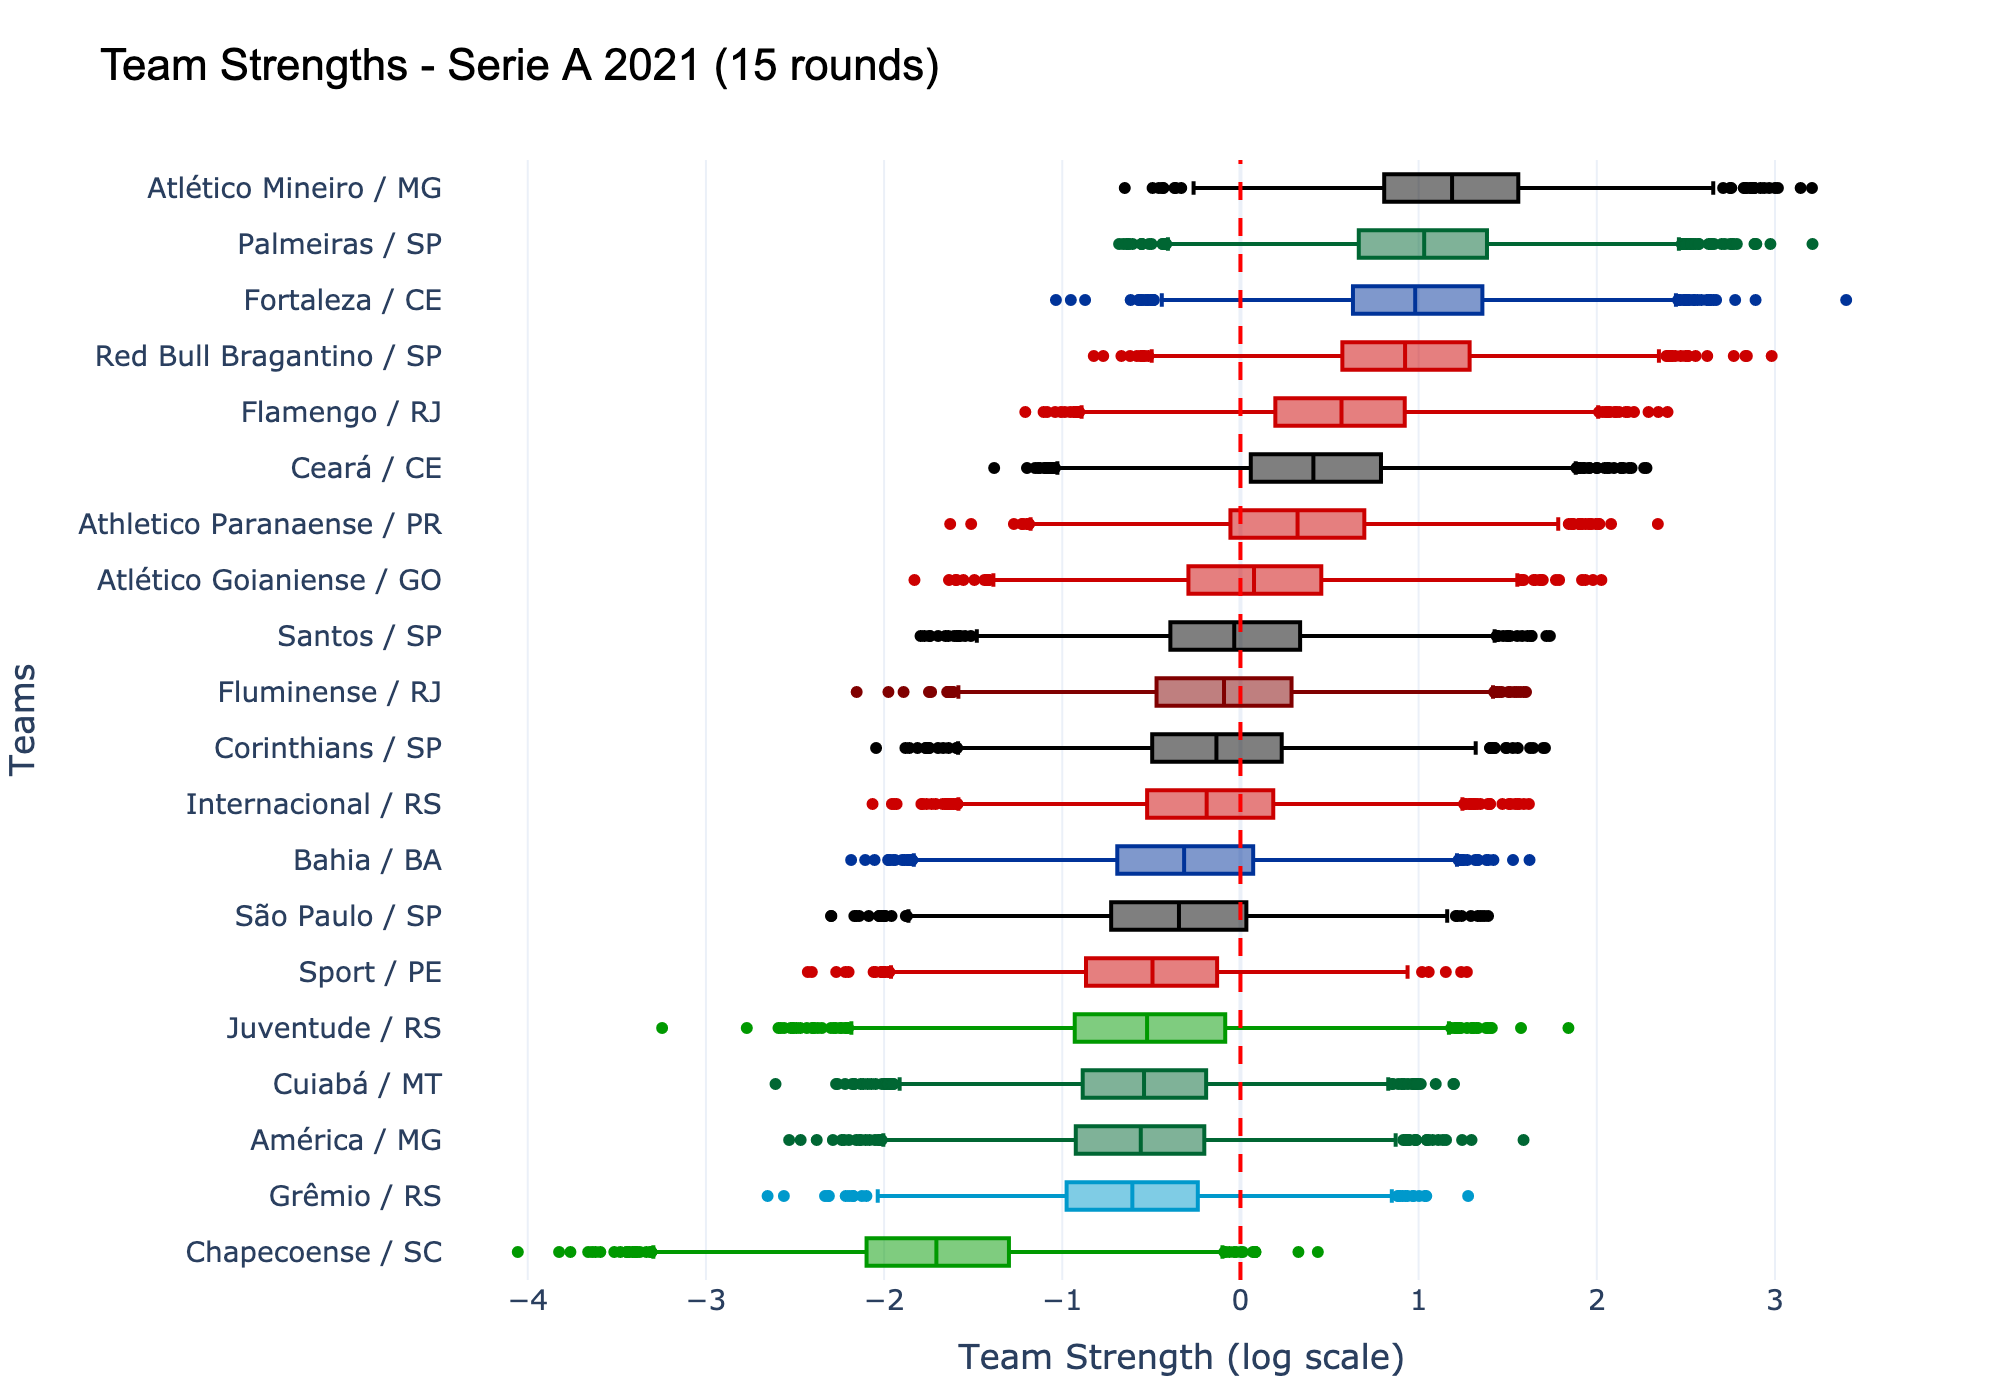 Team Strengths - Serie A 2021 (15 rounds)
Atlético Mineiro / MG
Palmeiras / SP
Fortaleza / CE
Red Bull Bragantino / SP
Flamengo / RJ
Ceará / CE
Athletico Paranaense / PR
Atlético Goianiense / GO
Santos / SP
Fluminense / RJ
Corinthians / SP
Internacional / RS
Bahia / BA
São Paulo / SP
Sport / PE
Juventude / RS
Cuiabá / MT
América / MG
Grêmio / RS
Chapecoense / SC
Teams
−4 −3 −2 −1 0 1 2 3
Team Strength (log scale)